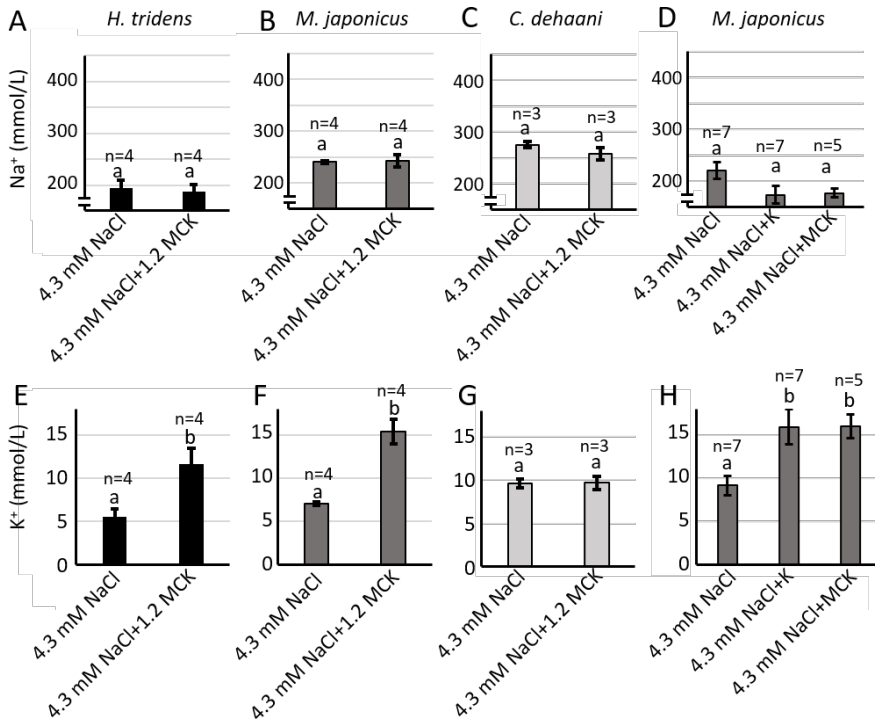 A H. tridens
B M. japonicus
C C. dehaani
D M. japonicus
Na⁺ (mmol/L)
400
300
200
n=4
a
n=4
a
4.3 mM NaCl
4.3 mM NaCl+1.2 MCK
400
300
200
n=4
a
n=4
a
4.3 mM NaCl
4.3 mM NaCl+1.2 MCK
400
300
200
n=3
a
n=3
a
4.3 mM NaCl
4.3 mM NaCl+1.2 MCK
400
300
200
n=7
a
n=7
a
n=5
a
4.3 mM NaCl
4.3 mM NaCl+K
4.3 mM NaCl+MCK
E
K⁺ (mmol/L)
15
10
5
0
n=4
a
n=4
b
4.3 mM NaCl
4.3 mM NaCl+1.2 MCK
F
15
10
5
0
n=4
a
n=4
b
4.3 mM NaCl
4.3 mM NaCl+1.2 MCK
G
15
10
5
0
n=3
a
n=3
a
4.3 mM NaCl
4.3 mM NaCl+1.2 MCK
H
15
10
5
0
n=7
a
n=7
b
n=5
b
4.3 mM NaCl
4.3 mM NaCl+K
4.3 mM NaCl+MCK